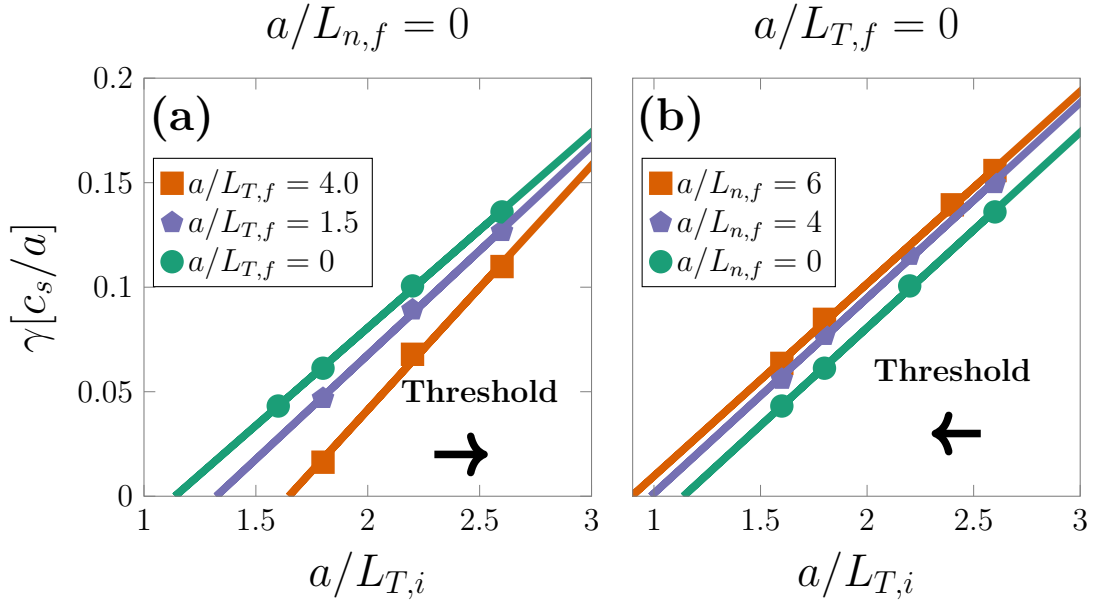 a/L_{n,f} = 0
a/L_{T,f} = 0
(a)
a/L_{T,f} = 4.0
a/L_{T,f} = 1.5
a/L_{T,f} = 0
Threshold
0.2
0.15
0.1
0.05
0
γ[c_s/a]
1
1.5
2
2.5
3
a/L_{T,i}
(b)
a/L_{n,f} = 6
a/L_{n,f} = 4
a/L_{n,f} = 0
Threshold
1
1.5
2
2.5
3
a/L_{T,i}